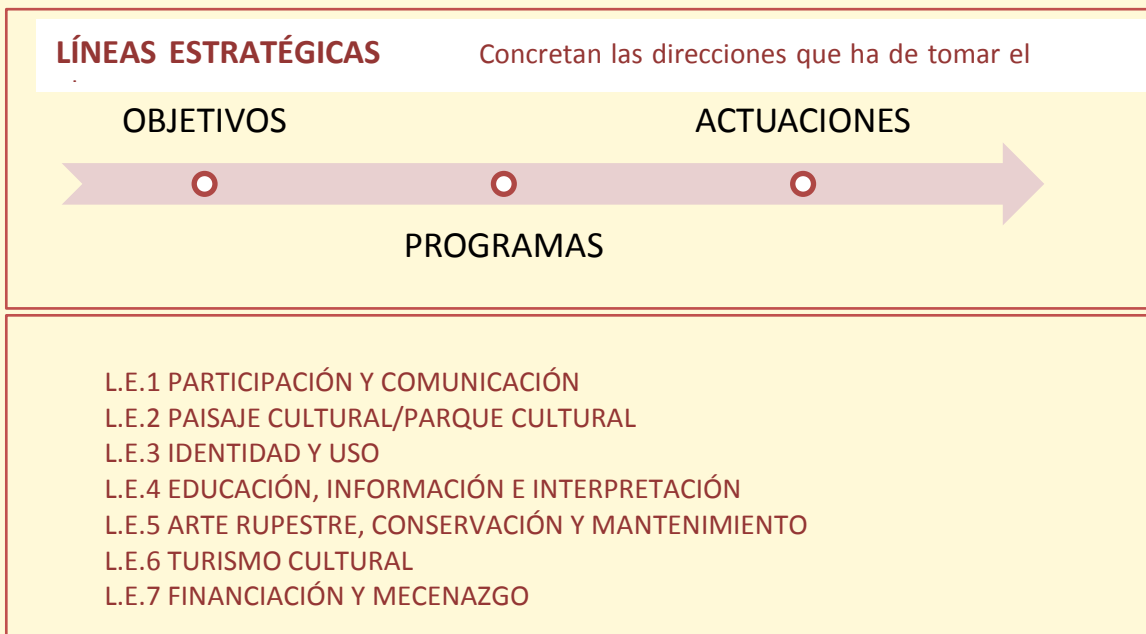 LÍNEAS ESTRATÉGICAS Concretan las direcciones que ha de tomar el
OBJETIVOS ACTUACIONES
PROGRAMAS
L.E.1 PARTICIPACIÓN Y COMUNICACIÓN
L.E.2 PAISAJE CULTURAL/PARQUE CULTURAL
L.E.3 IDENTIDAD Y USO
L.E.4 EDUCACIÓN, INFORMACIÓN E INTERPRETACIÓN
L.E.5 ARTE RUPESTRE, CONSERVACIÓN Y MANTENIMIENTO
L.E.6 TURISMO CULTURAL
L.E.7 FINANCIACIÓN Y MECENAZGO